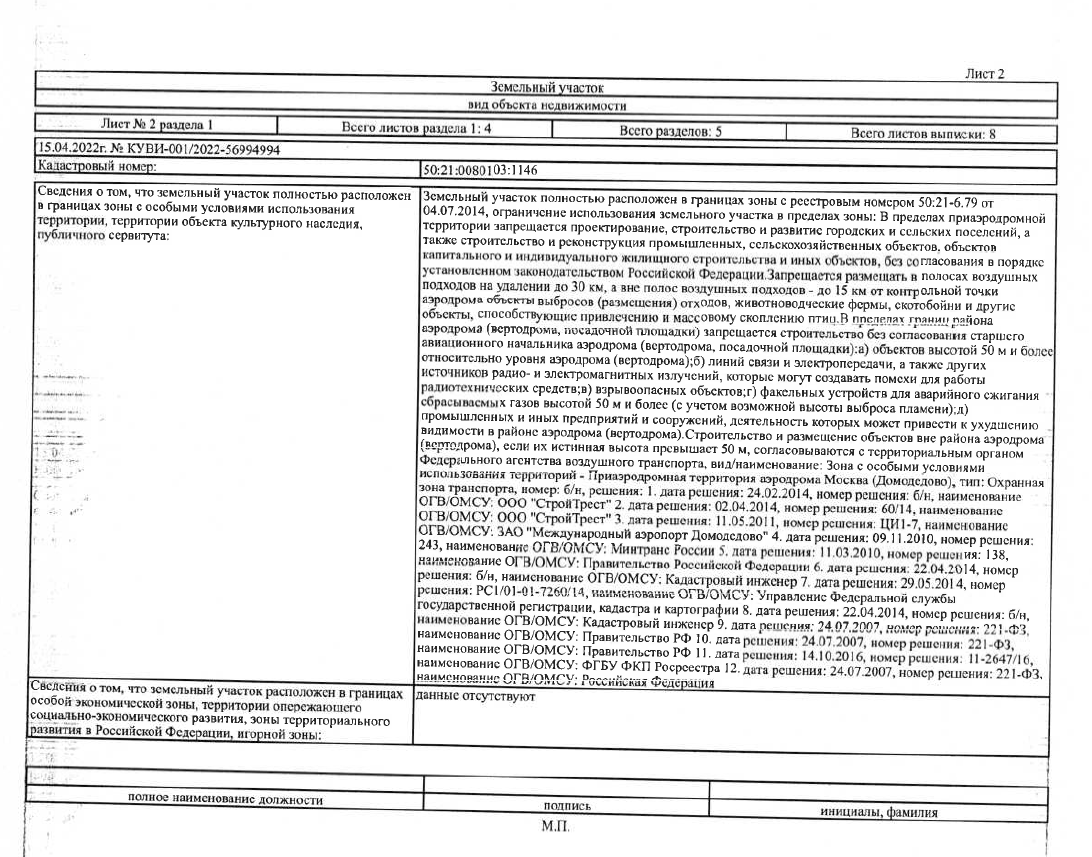 Лист 2
Земельный участок
вид объекта недвижимости
Лист № 2 раздела 1
Всего листов раздела 1: 4
Всего разделов: 5
Всего листов выписки: 8
15.04.2022г. № КУВИ-001/2022-56994994
Кадастровый номер:
50:21:0080103:1146
Сведения о том, что земельный участок полностью расположен
в границах зоны с особыми условиями использования
территории, территории объекта культурного наследия,
публичного сервитута:
Земельный участок полностью расположен в границах зоны с реестровым номером 50:21-6.79 от
04.07.2014, ограничение использования земельного участка в пределах зоны: В пределах приаэродромной
территории запрещается проектирование, строительство и развитие городских и сельских поселений, а
также строительство и реконструкция промышленных, сельскохозяйственных объектов, объектов
капитального и индивидуального жилищного строительства и иных объектов, без согласования в порядке
установленном законодательством Российской Федерации.Запрещается размещать в полосах воздушных
подходов на удалении до 30 км, а вне полос воздушных подходов - до 15 км от контрольной точки
аэродрома объекты выбросов (размещения) отходов, животноводческие фермы, скотобойни и другие
объекты, способствующие привлечению и массовому скоплению птиц.В пределах границ района
аэродрома (вертодрома, посадочной площадки) запрещается строительство без согласования старшего
авиационного начальника аэродрома (вертодрома, посадочной площадки):а) объектов высотой 50 м и более
относительно уровня аэродрома (вертодрома);б) линий связи и электропередачи, а также других
источников радио- и электромагнитных излучений, которые могут создавать помехи для работы
радиотехнических средств;в) взрывоопасных объектов;г) факельных устройств для аварийного сжигания
сбрасываемых газов высотой 50 м и более (с учетом возможной высоты выброса пламени);д)
промышленных и иных предприятий и сооружений, деятельность которых может привести к ухудшению
видимости в районе аэродрома (вертодрома).Строительство и размещение объектов вне района аэродрома
(вертодрома), если их истинная высота превышает 50 м, согласовываются с территориальным органом
Федерального агентства воздушного транспорта, вид/наименование: Зона с особыми условиями
использования территорий - Приаэродромная территория аэродрома Москва (Домодедово), тип: Охранная
зона транспорта, номер: б/н, решения: 1. дата решения: 24.02.2014, номер решения: б/н, наименование
ОГВ/ОМСУ: ООО "СтройТрест" 2. дата решения: 02.04.2014, номер решения: 60/14, наименование
ОГВ/ОМСУ: ООО "СтройТрест" 3. дата решения: 11.05.2011, номер решения: ЦИ1-7, наименование
ОГВ/ОМСУ: ЗАО "Международный аэропорт Домодедово" 4. дата решения: 09.11.2010, номер решения:
243, наименование ОГВ/ОМСУ: Минтранс России 5. дата решения: 11.03.2010, номер решения: 138,
наименование ОГВ/ОМСУ: Правительство Российской Федерации 6. дата решения: 22.04.2014, номер
решения: б/н, наименование ОГВ/ОМСУ: Кадастровый инженер 7. дата решения: 29.05.2014, номер
решения: РС1/01-01-7260/14, наименование ОГВ/ОМСУ: Управление Федеральной службы
государственной регистрации, кадастра и картографии 8. дата решения: 22.04.2014, номер решения: б/н,
наименование ОГВ/ОМСУ: Кадастровый инженер 9. дата решения: 24.07.2007, номер решения: 221-ФЗ,
наименование ОГВ/ОМСУ: Правительство РФ 10. дата решения: 24.07.2007, номер решения: 221-ФЗ,
наименование ОГВ/ОМСУ: Правительство РФ 11. дата решения: 14.10.2016, номер решения: 11-2647/16,
наименование ОГВ/ОМСУ: ФГБУ ФКП Росреестра 12. дата решения: 24.07.2007, номер решения: 221-ФЗ,
наименование ОГВ/ОМСУ: Российская Федерация
Сведения о том, что земельный участок расположен в границах
особой экономической зоны, территории опережающего
социально-экономического развития, зоны территориального
развития в Российской Федерации, игорной зоны:
данные отсутствуют
полное наименование должности
подпись
инициалы, фамилия
М.П.